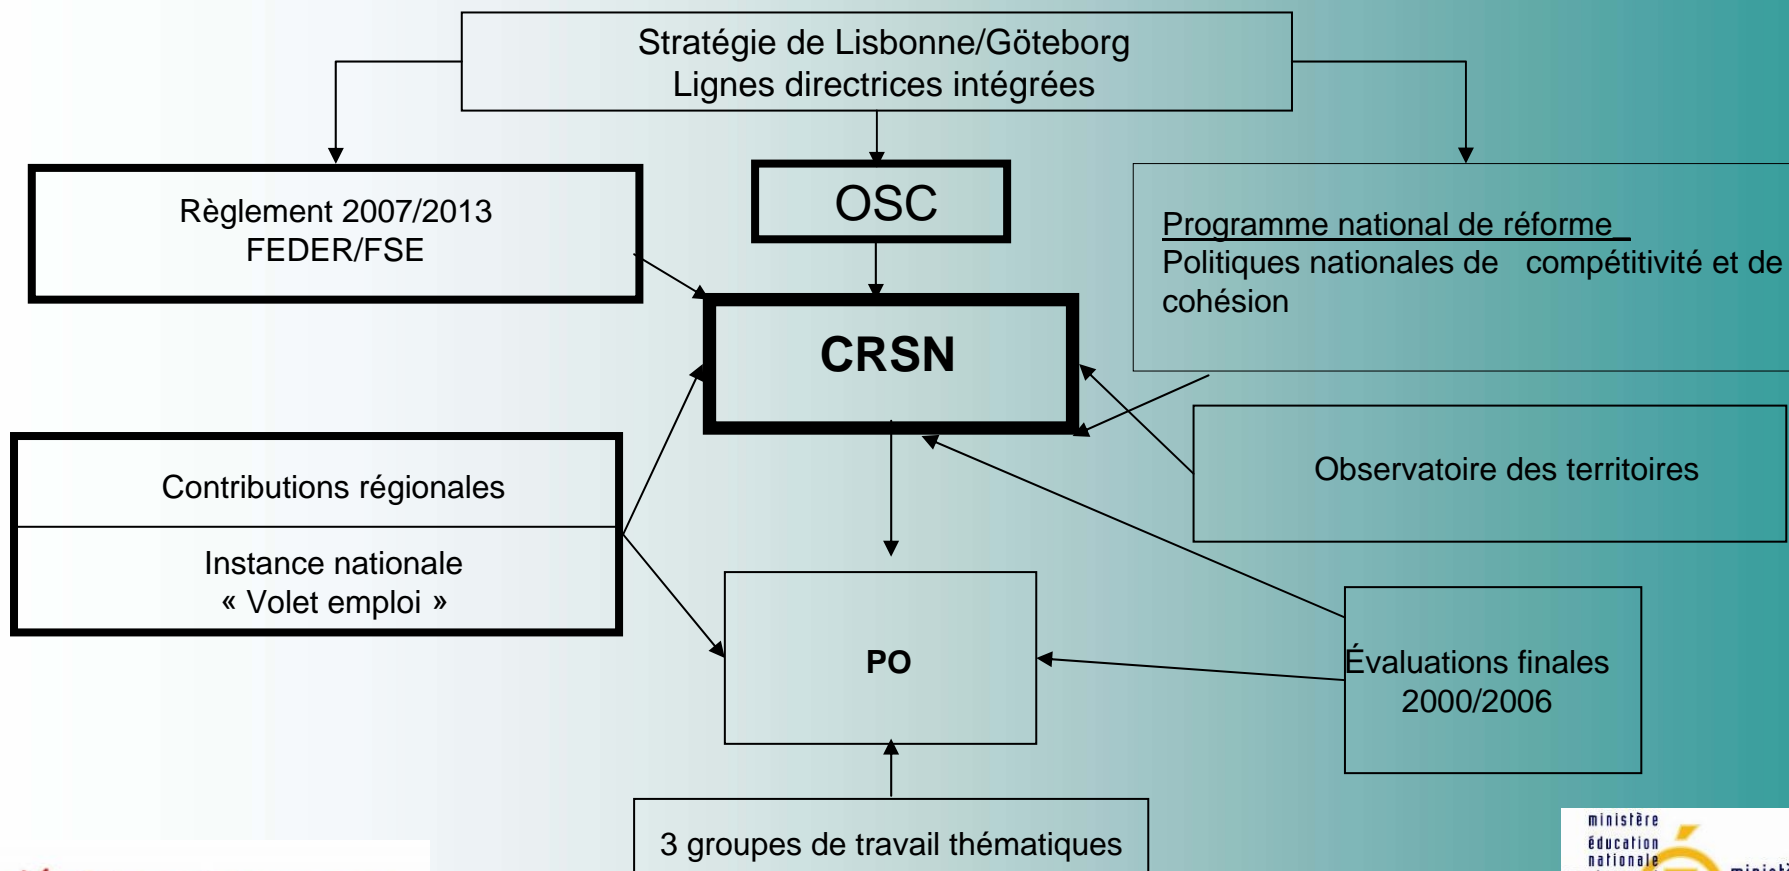 Stratégie de Lisbonne/Göteborg
Lignes directrices intégrées
Règlement 2007/2013
FEDER/FSE
OSC
Programme national de réforme
Politiques nationales de compétitivité et de
cohésion
CRSN
Contributions régionales
Instance nationale
« Volet emploi »
Observatoire des territoires
PO
Évaluations finales
2000/2006
3 groupes de travail thématiques
ministère
éducation
nationale